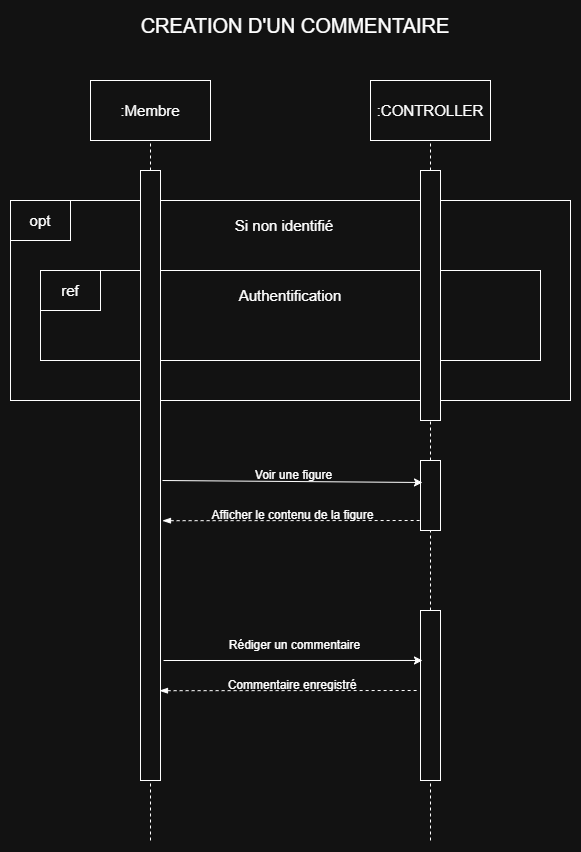 CREATION D'UN COMMENTAIRE
:Membre
:CONTROLLER
opt
Si non identifié
ref
Authentification
Voir une figure
Afficher le contenu de la figure
Rédiger un commentaire
Commentaire enregistré